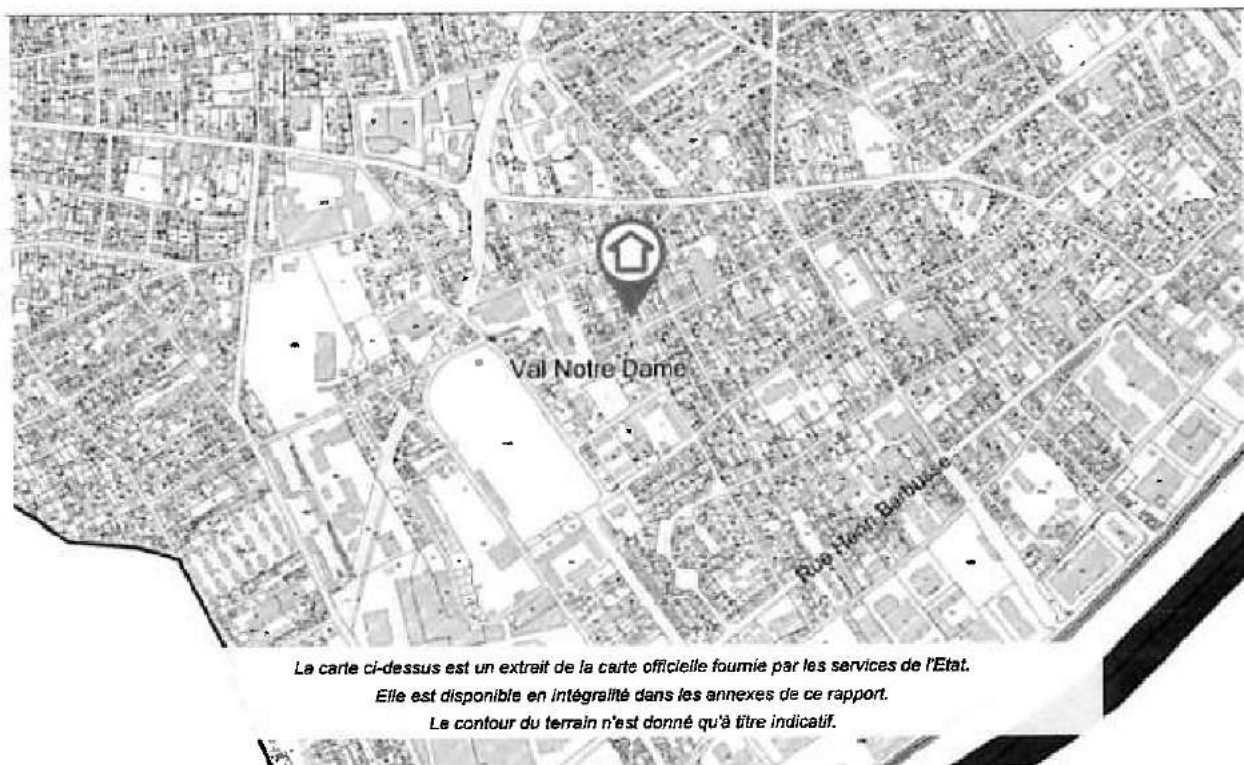 Val Notre Dame
Rue Henri Barbusse
La carte ci-dessus est un extrait de la carte officielle fournie par les services de l'Etat.
Elle est disponible en intégralité dans les annexes de ce rapport.
Le contour du terrain n'est donné qu'à titre indicatif.